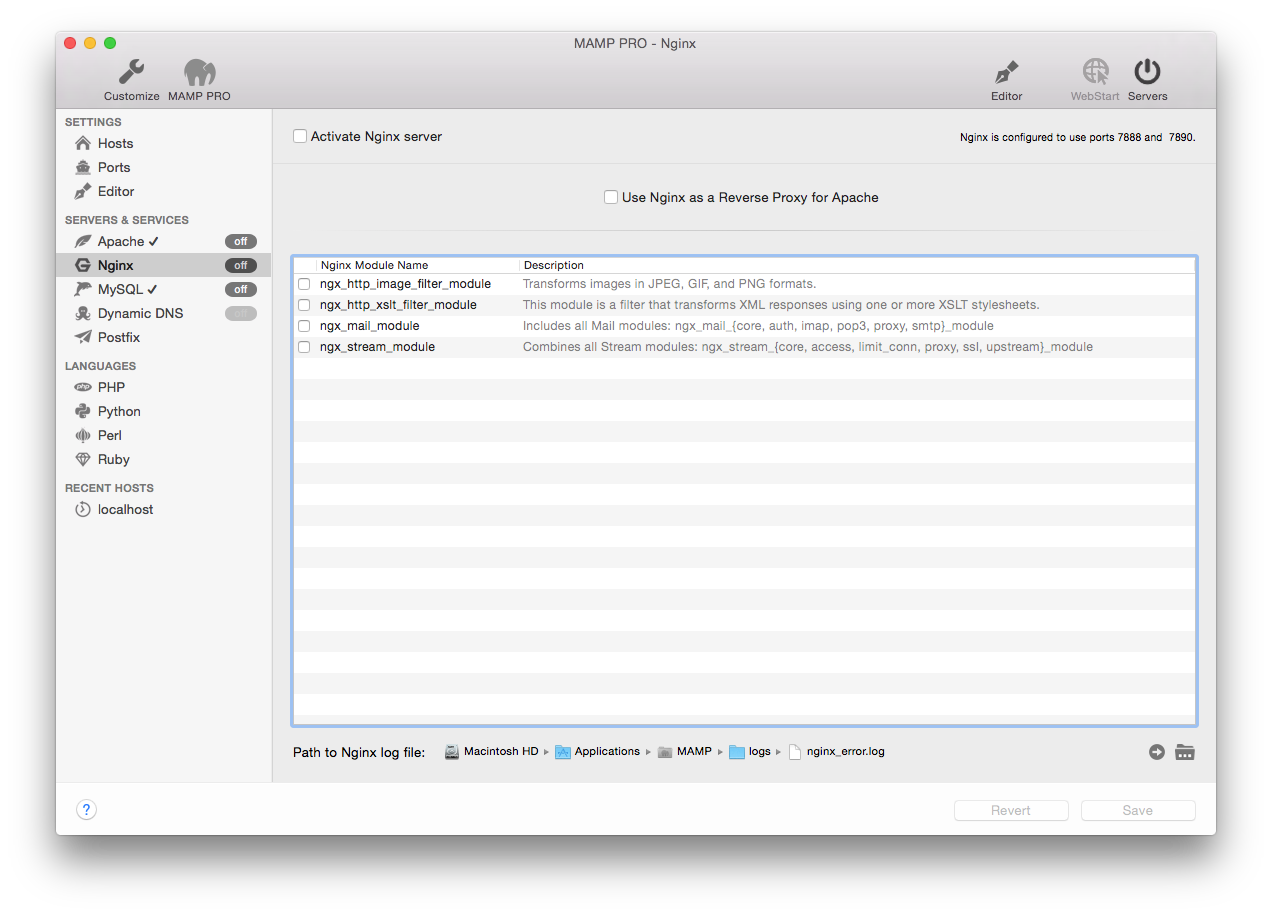 MAMP PRO - Nginx
Customize MAMP PRO Editor WebStart Servers
SETTINGS
Hosts
Ports
Editor
SERVERS & SERVICES
Apache ✓ off
Nginx off
MySQL ✓ off
Dynamic DNS off
Postfix
LANGUAGES
php PHP
Python
Perl
Ruby
RECENT HOSTS
localhost
Activate Nginx server
Nginx is configured to use ports 7888 and 7890.
Use Nginx as a Reverse Proxy for Apache
Nginx Module Name Description
ngx_http_image_filter_module Transforms images in JPEG, GIF, and PNG formats.
ngx_http_xslt_filter_module This module is a filter that transforms XML responses using one or more XSLT stylesheets.
ngx_mail_module Includes all Mail modules: ngx_mail_{core, auth, imap, pop3, proxy, smtp}_module
ngx_stream_module Combines all Stream modules: ngx_stream_{core, access, limit_conn, proxy, ssl, upstream}_module
Path to Nginx log file: Macintosh HD ▸ Applications ▸ MAMP ▸ logs ▸ nginx_error.log
? Revert Save